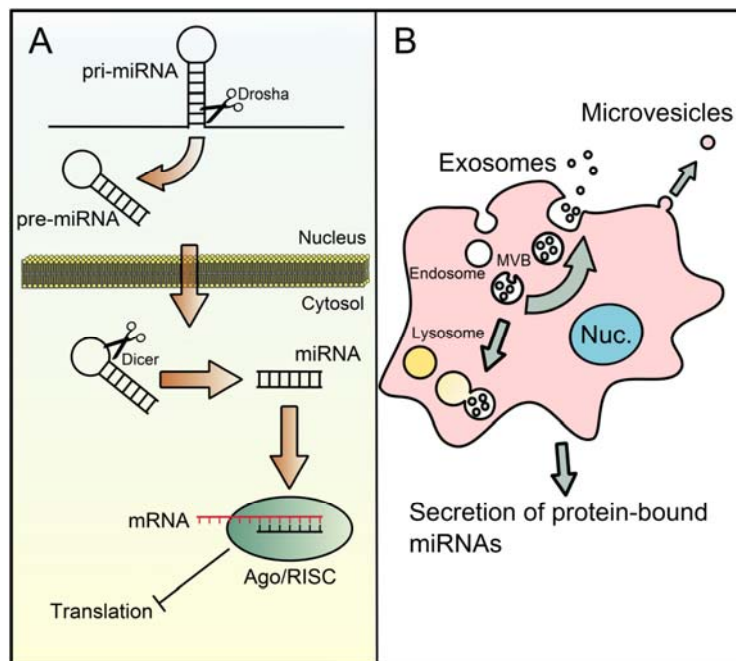 A
pri-miRNA
Drosha
pre-miRNA
Nucleus
Cytosol
Dicer
miRNA
mRNA
Ago/RISC
Translation
B
Microvesicles
Exosomes
MVB
Endosome
Lysosome
Nuc.
Secretion of protein-bound
miRNAs